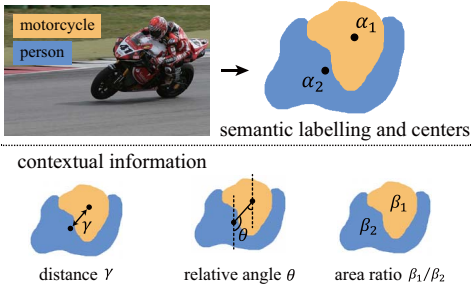 motorcycle
person
41
α₁
α₂
semantic labelling and centers
contextual information
γ
θ
β₁
β₂
distance γ
relative angle θ
area ratio β₁/β₂